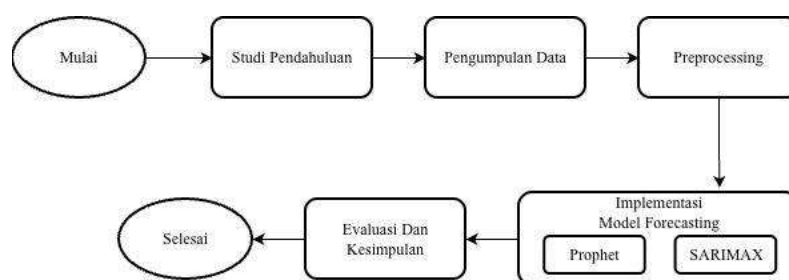 Mulai
Studi Pendahuluan
Pengumpulan Data
Preprocessing
Implementasi
Model Forecasting
Prophet
SARIMAX
Evaluasi Dan
Kesimpulan
Selesai